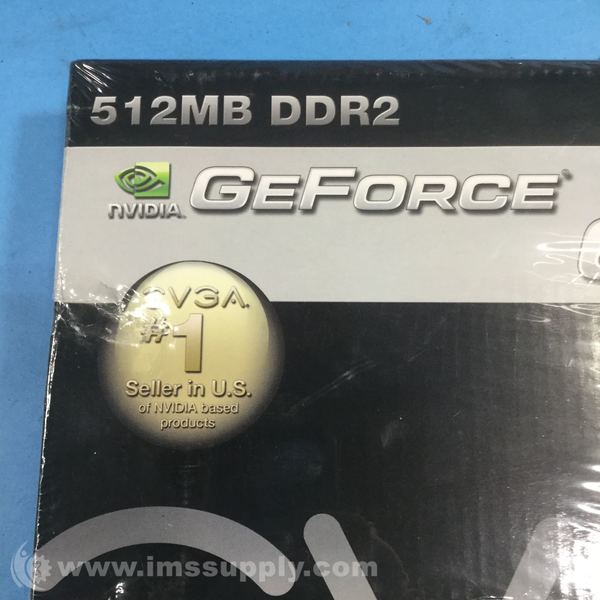 512MB DDR2
nVIDIA. GEFORCE®
EVGA.
#1
Seller in U.S.
of NVIDIA based
products
www.imssupply.com